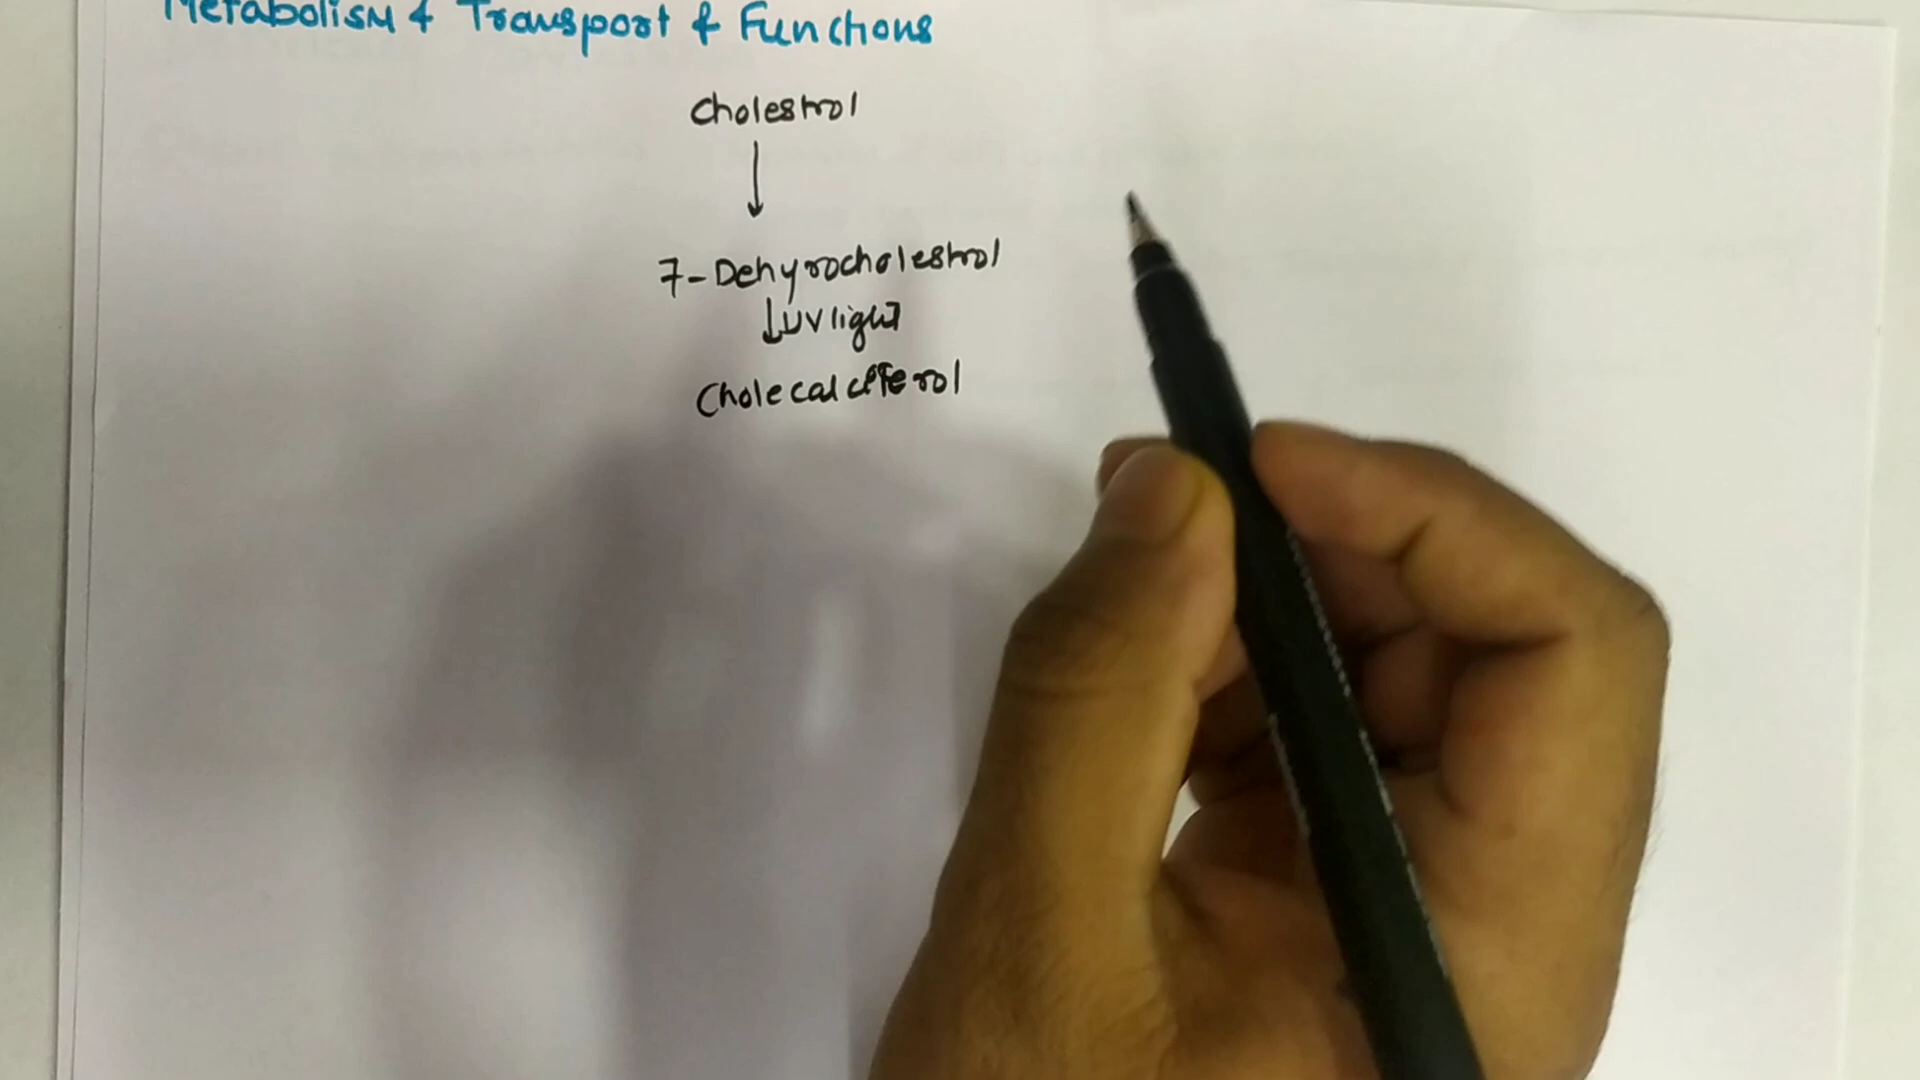 Metabolism & Transport & Functions
Cholestrol
7-Dehyrocholestrol
UV light
Cholecalciferol